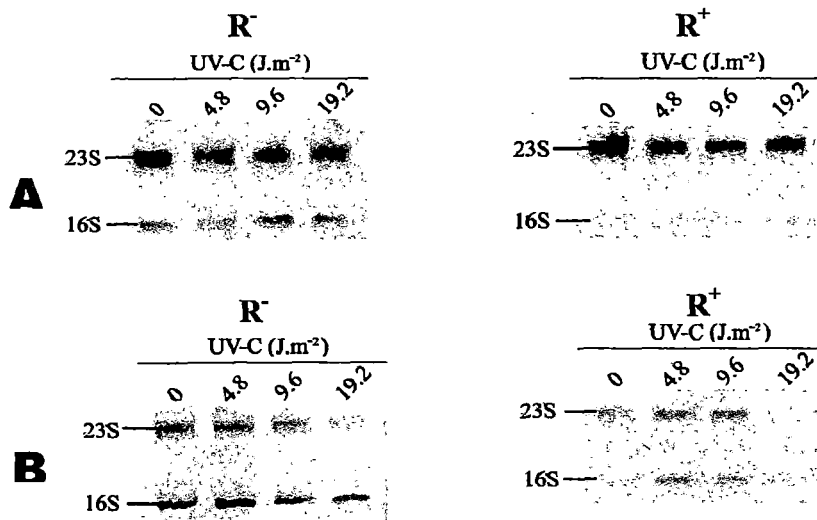 R⁻
UV-C (J.m⁻²)
0 4.8 9.6 19.2
23S
A
16S
R⁺
UV-C (J.m⁻²)
0 4.8 9.6 19.2
23S
16S
R⁻
UV-C (J.m⁻²)
0 4.8 9.6 19.2
23S
B
16S
R⁺
UV-C (J.m⁻²)
0 4.8 9.6 19.2
23S
16S